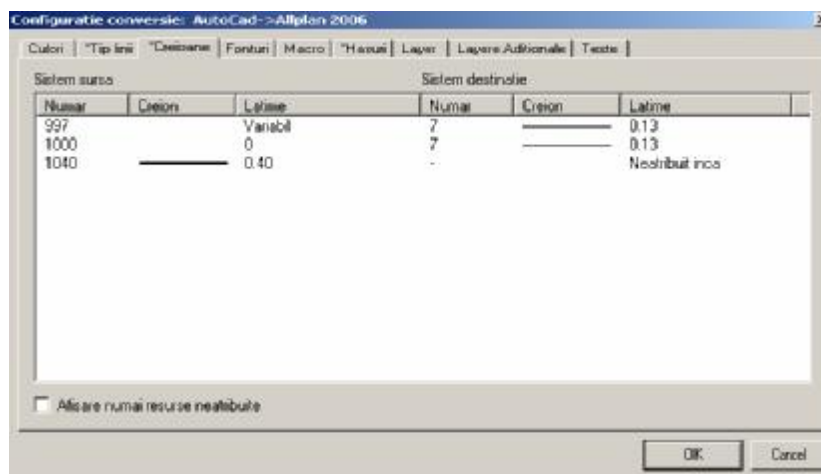 Configuratie conversie: AutoCad->Allplan 2006
Culori *Tip linii *Creioane Fonturi Macro *Hasuri Layer Layere Aditionale Texte
Sistem sursa Sistem destinatie
Numar Creion Latime Numar Creion Latime
997 Variabil 7 0.13
1000 0 7 0.13
1040 0.40 - Neatribuit inca
Afisare numai resurse neatribuite
OK Cancel